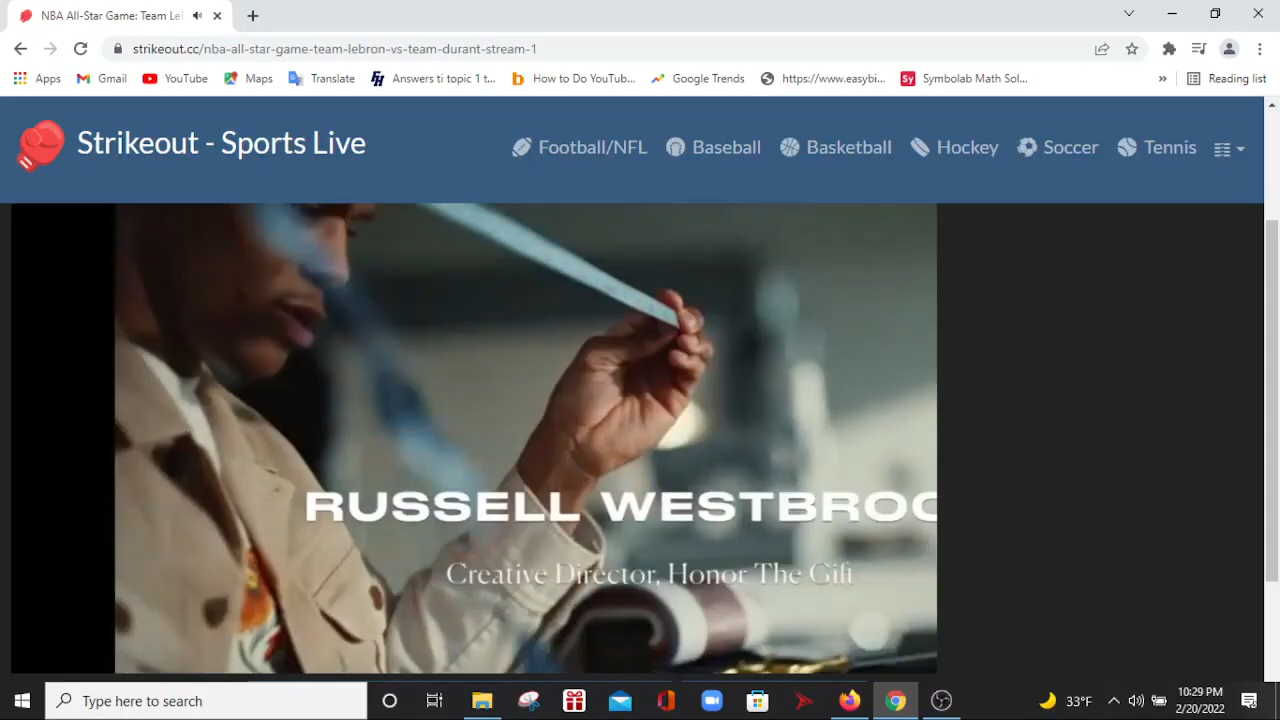 NBA All-Star Game: Team Le
strikeout.cc/nba-all-star-game-team-lebron-vs-team-durant-stream-1
Apps Gmail YouTube Maps Translate Answers ti topic 1 t... How to Do YouTub... Google Trends https://www.easybi... Sy Symbolab Math Sol... » Reading list
Strikeout - Sports Live Football/NFL Baseball Basketball Hockey Soccer Tennis
RUSSELL WESTBROO
Creative Director, Honor The Gift
Type here to search
33°F
10:29 PM
2/20/2022